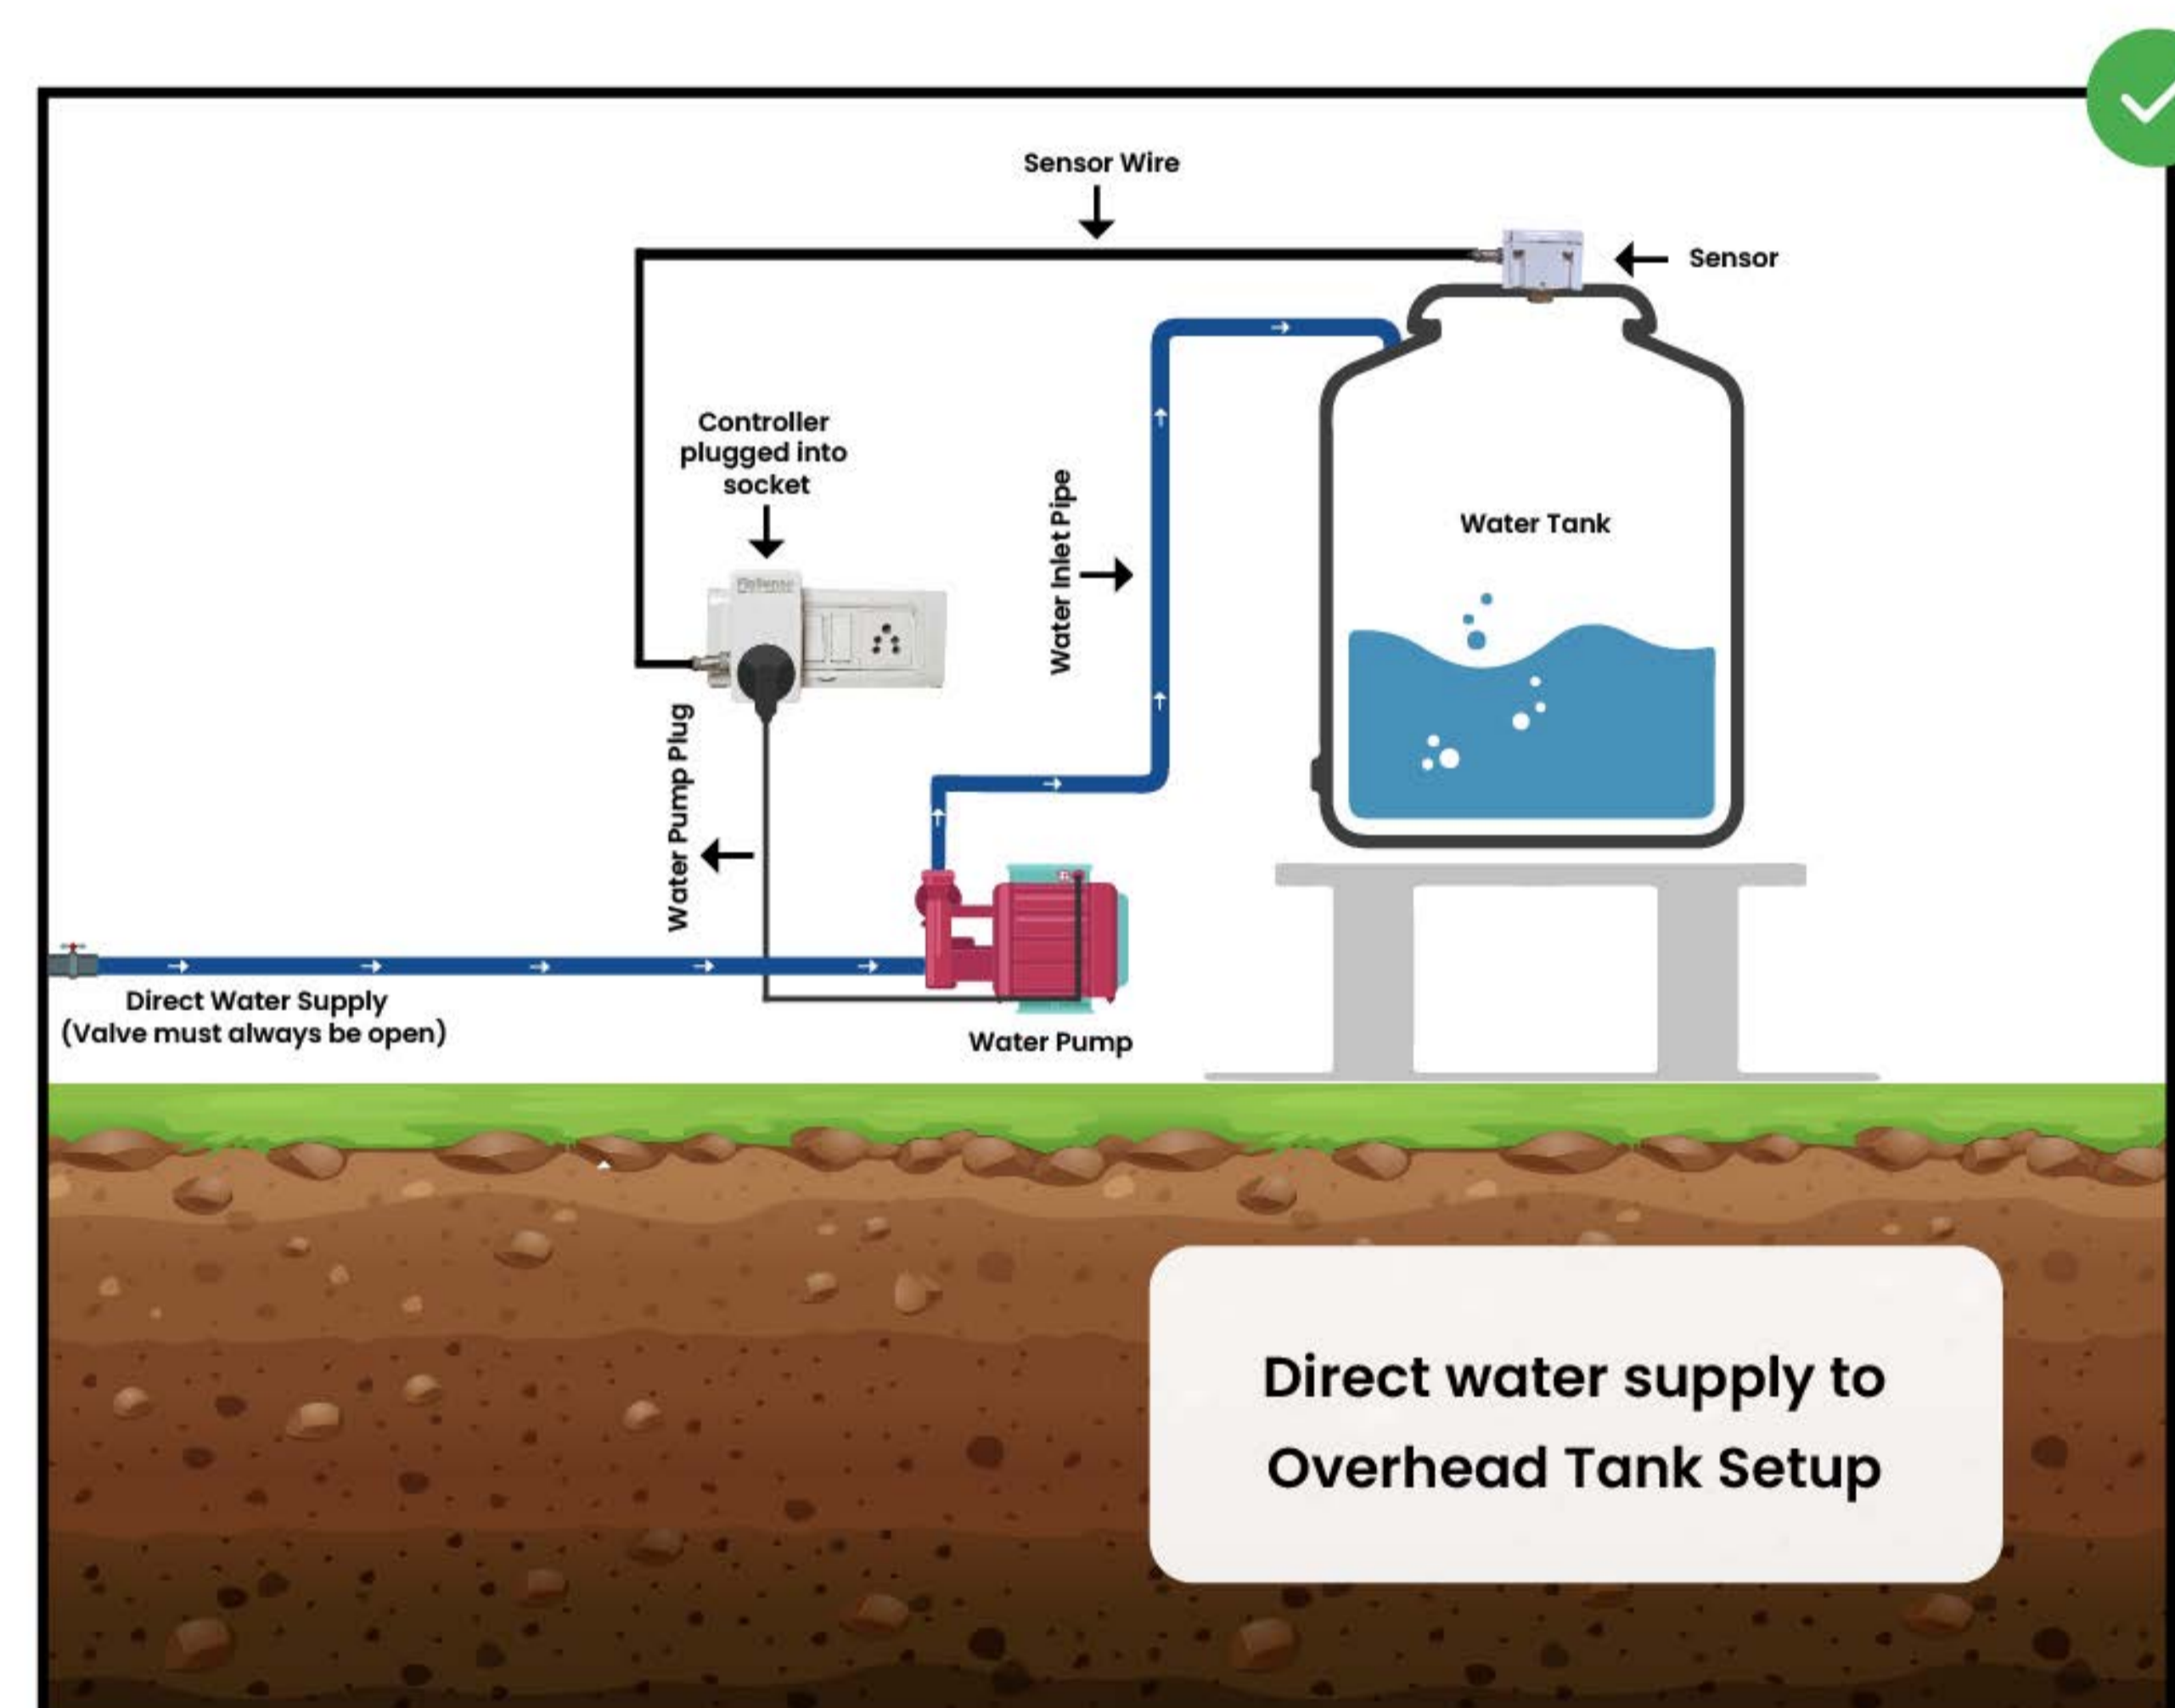 Sensor Wire
Sensor
Controller
plugged into
socket
Water Inlet Pipe
Water Tank
Water Pump Plug
Direct Water Supply
(Valve must always be open)
Water Pump
Direct water supply to
Overhead Tank Setup